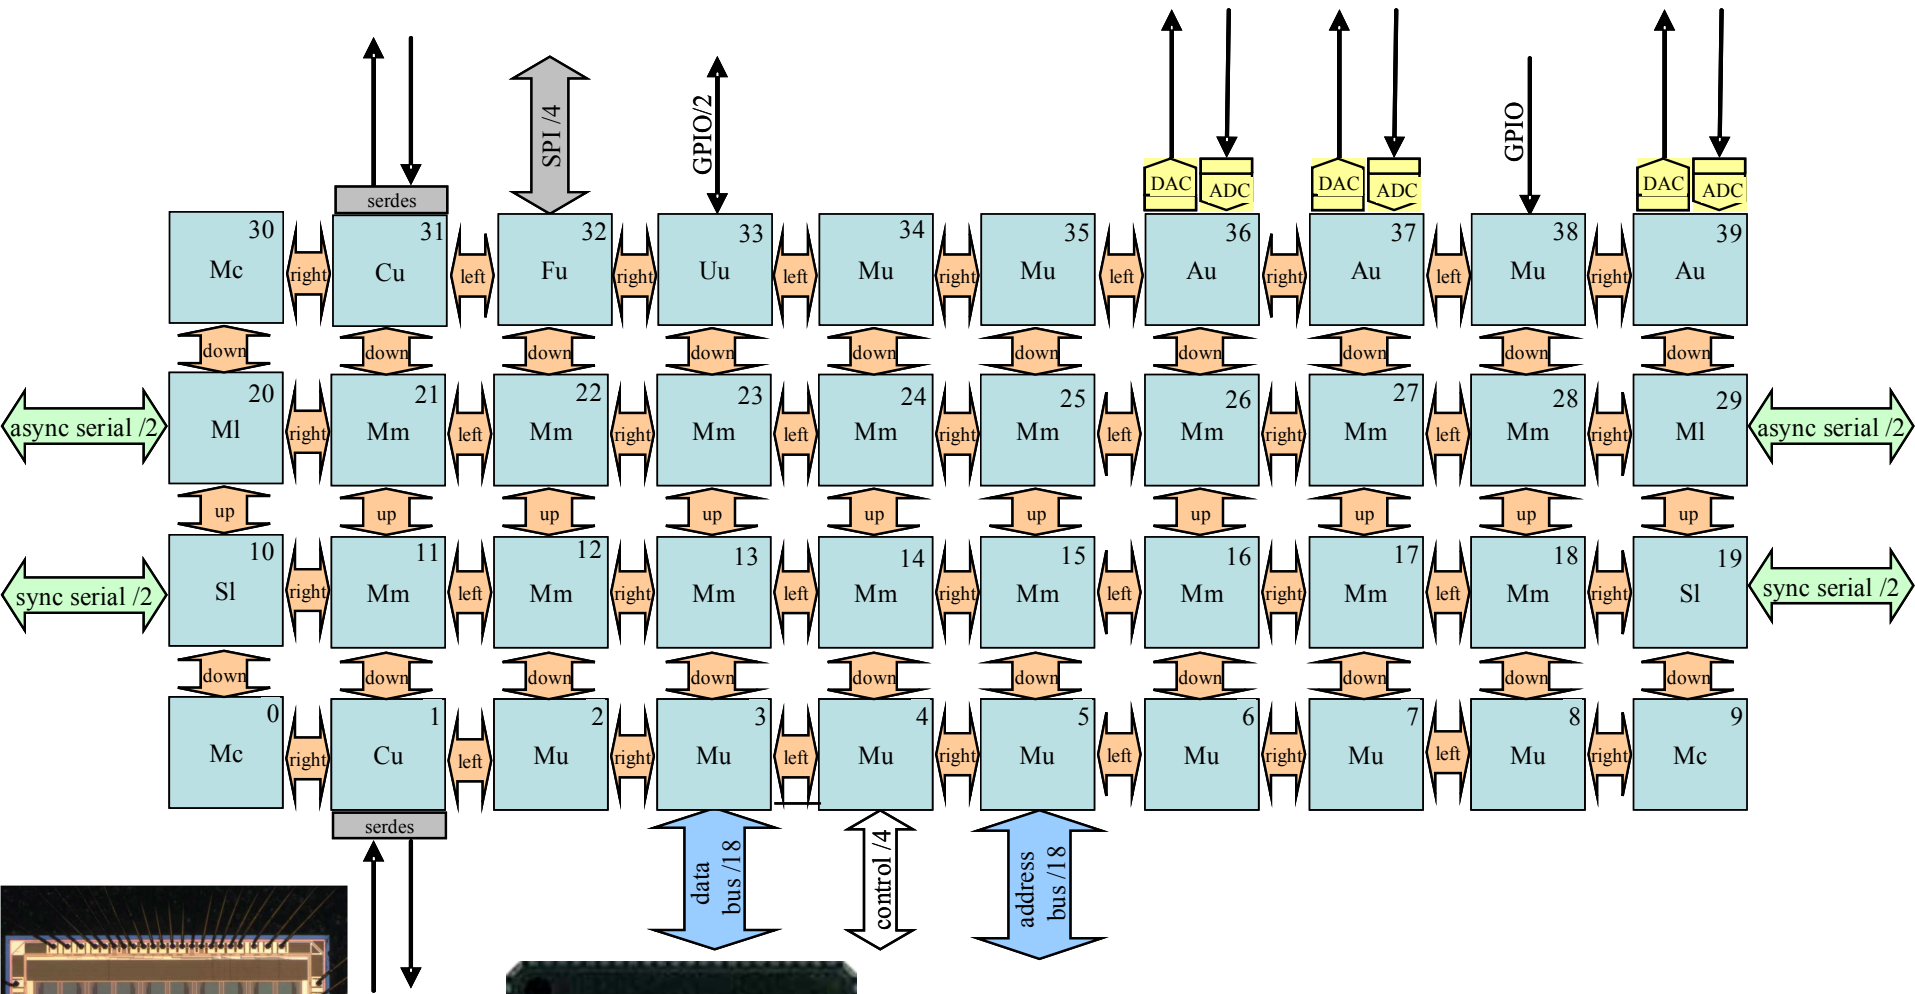 SPI /4
GPIO/2
GPIO
DAC
ADC
DAC
ADC
DAC
ADC
serdes
30
31
32
33
34
35
36
37
38
39
Mc
right
Cu
left
Fu
right
Uu
left
Mu
right
Mu
left
Au
right
Au
left
Mu
right
Au
down
down
down
down
down
down
down
down
down
down
20
21
22
23
24
25
26
27
28
29
async serial /2
Ml
right
Mm
left
Mm
right
Mm
left
Mm
right
Mm
left
Mm
right
Mm
left
Mm
right
Ml
async serial /2
up
up
up
up
up
up
up
up
up
up
10
11
12
13
14
15
16
17
18
19
sync serial /2
Sl
right
Mm
left
Mm
right
Mm
left
Mm
right
Mm
left
Mm
right
Mm
left
Mm
right
Sl
sync serial /2
down
down
down
down
down
down
down
down
down
down
0
1
2
3
4
5
6
7
8
9
Mc
right
Cu
left
Mu
right
Mu
left
Mu
right
Mu
left
Mu
right
Mu
left
Mu
right
Mc
serdes
data
bus /18
control /4
address
bus /18